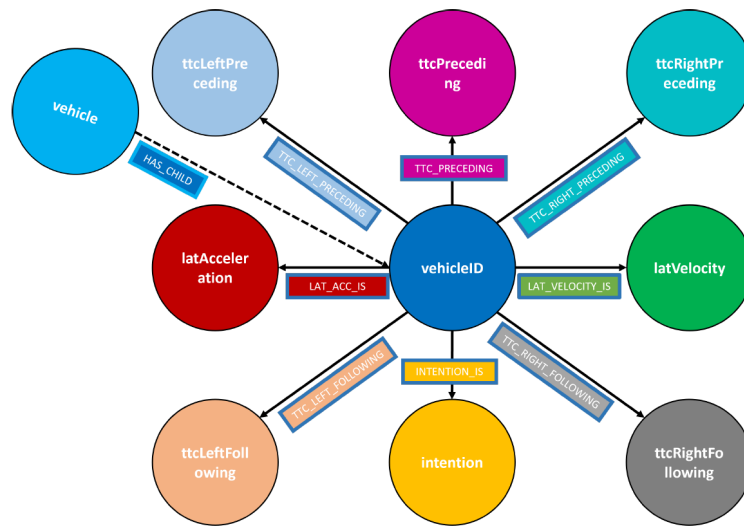 ttcLeftPre
ceding
ttcPrecedi
ng
ttcRightPr
eceding
vehicle
HAS_CHILD
TTC_LEFT_PRECEDING
TTC_PRECEDING
TTC_RIGHT_PRECEDING
latAcceler
ation
LAT_ACC_IS
vehicleID
LAT_VELOCITY_IS
latVelocity
TTC_LEFT_FOLLOWING
INTENTION_IS
TTC_RIGHT_FOLLOWING
ttcLeftFoll
owing
intention
ttcRightFo
llowing